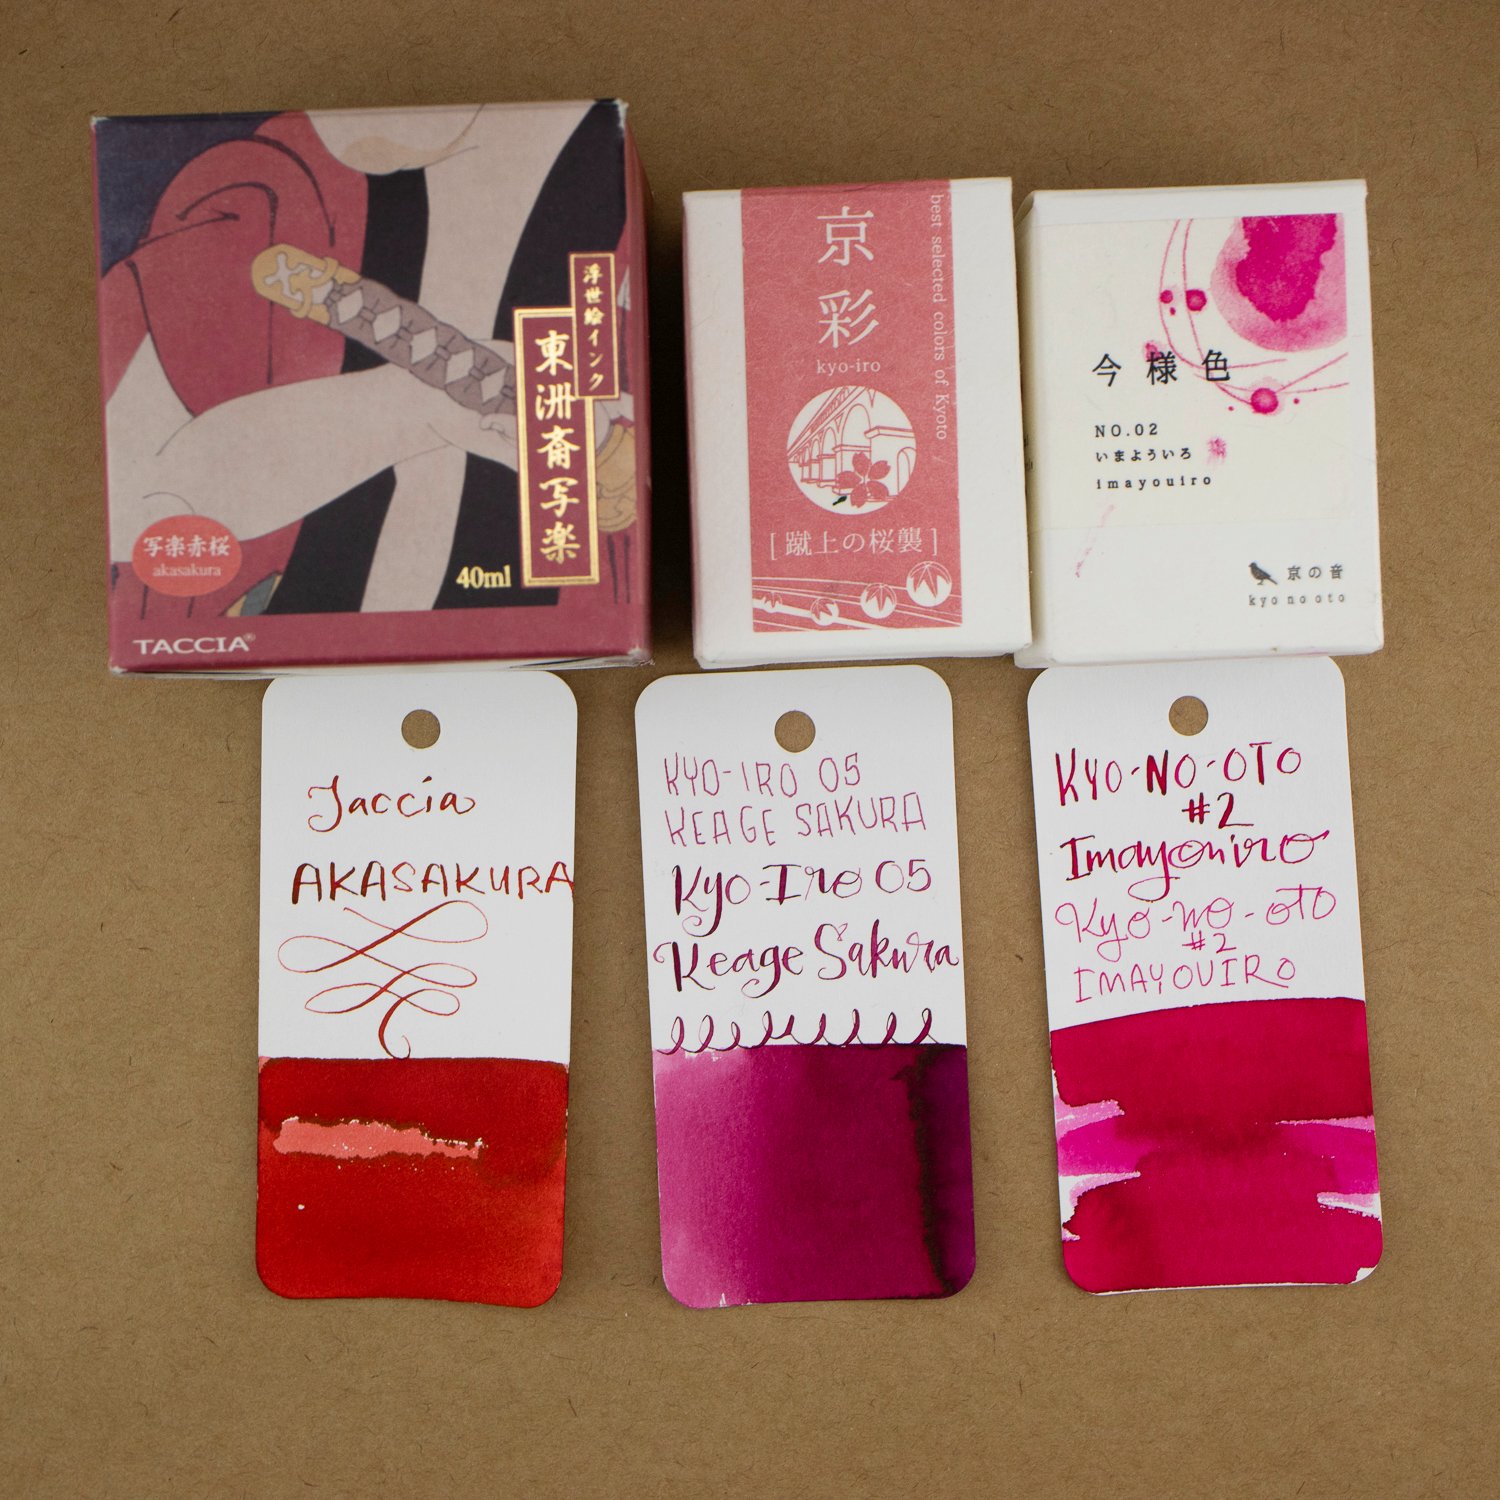 浮世絵インク
東洲斎写楽
写楽赤桜
akasakura
40ml
TACCIA®
京彩
kyo-iro
best selected colors of Kyoto
[蹴上の桜襲]
今様色
NO.02
いまよういろ
imayouiro
京の音
kyo no oto
Taccia
AKASAKURA
KYO-IRO 05
KEAGE SAKURA
Kyo-Iro 05
Keage Sakura
KYO-NO-OTO
#2
Imayouiro
Kyo-no-oto
#2
IMAYOUIRO